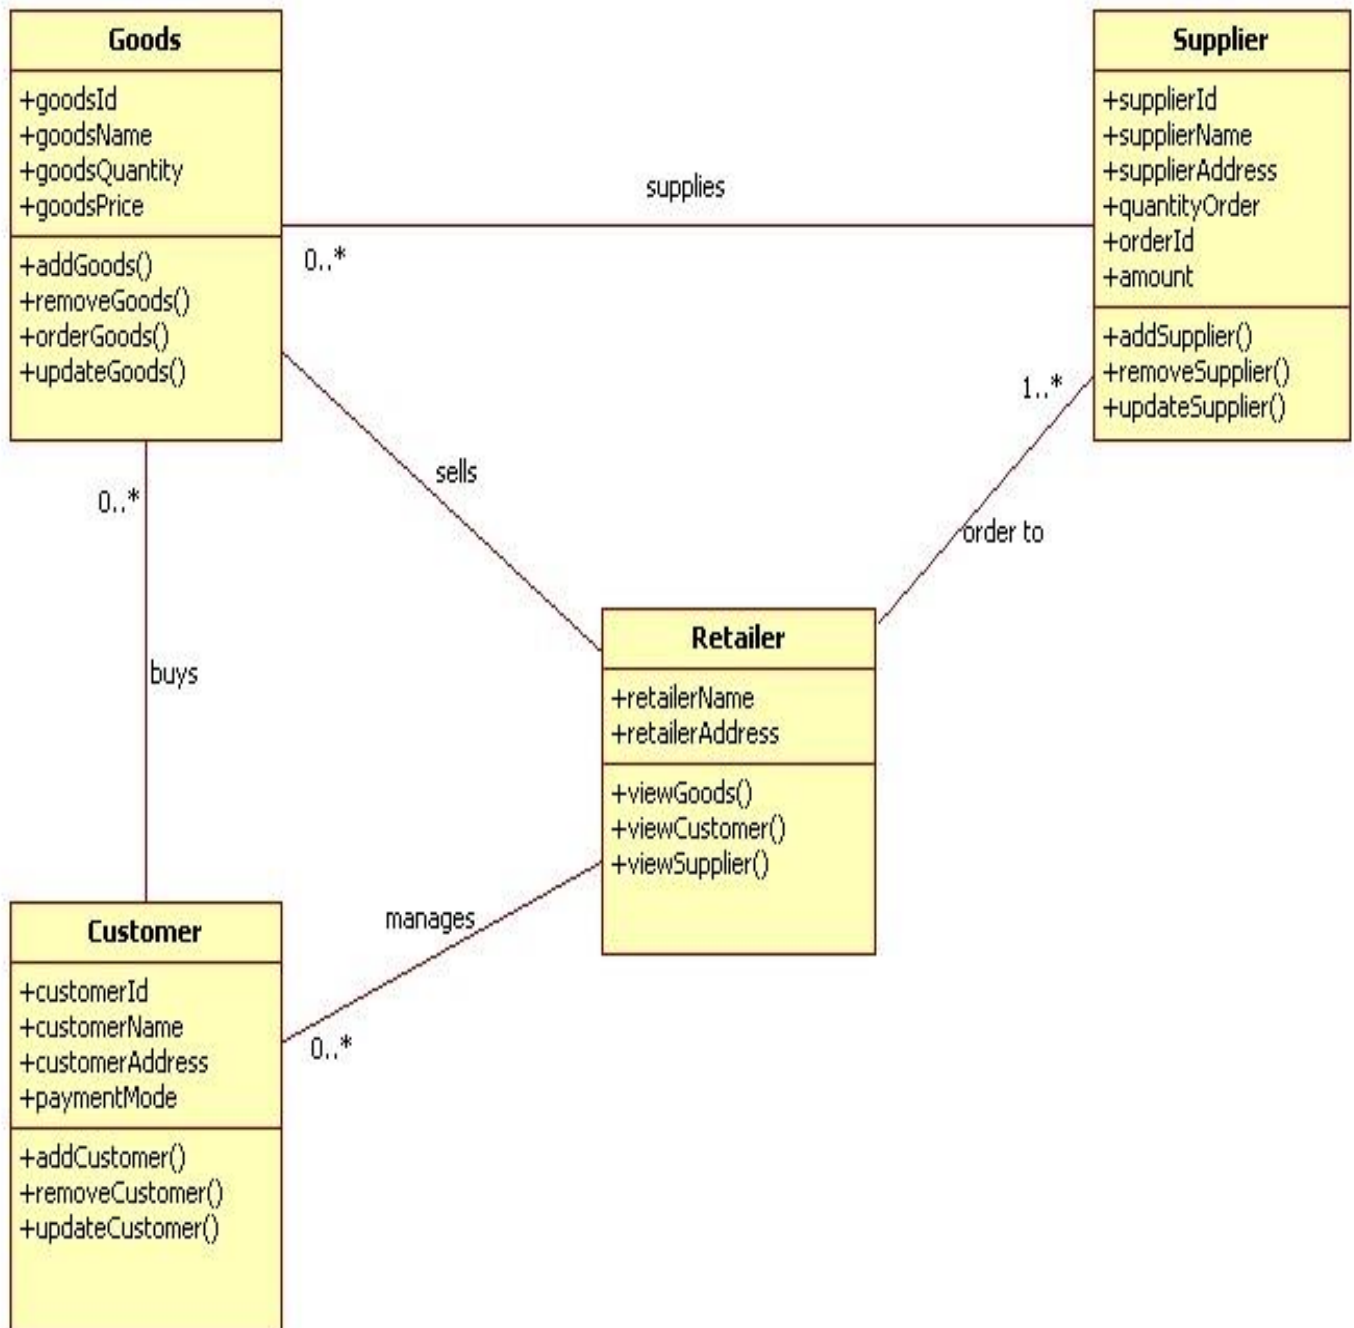 Goods
+goodsId
+goodsName
+goodsQuantity
+goodsPrice
+addGoods()
+removeGoods()
+orderGoods()
+updateGoods()
supplies
0..*
Supplier
+supplierId
+supplierName
+supplierAddress
+quantityOrder
+orderId
+amount
+addSupplier()
+removeSupplier()
+updateSupplier()
1..*
sells
order to
0..*
buys
Retailer
+retailerName
+retailerAddress
+viewGoods()
+viewCustomer()
+viewSupplier()
manages
0..*
Customer
+customerId
+customerName
+customerAddress
+paymentMode
+addCustomer()
+removeCustomer()
+updateCustomer()